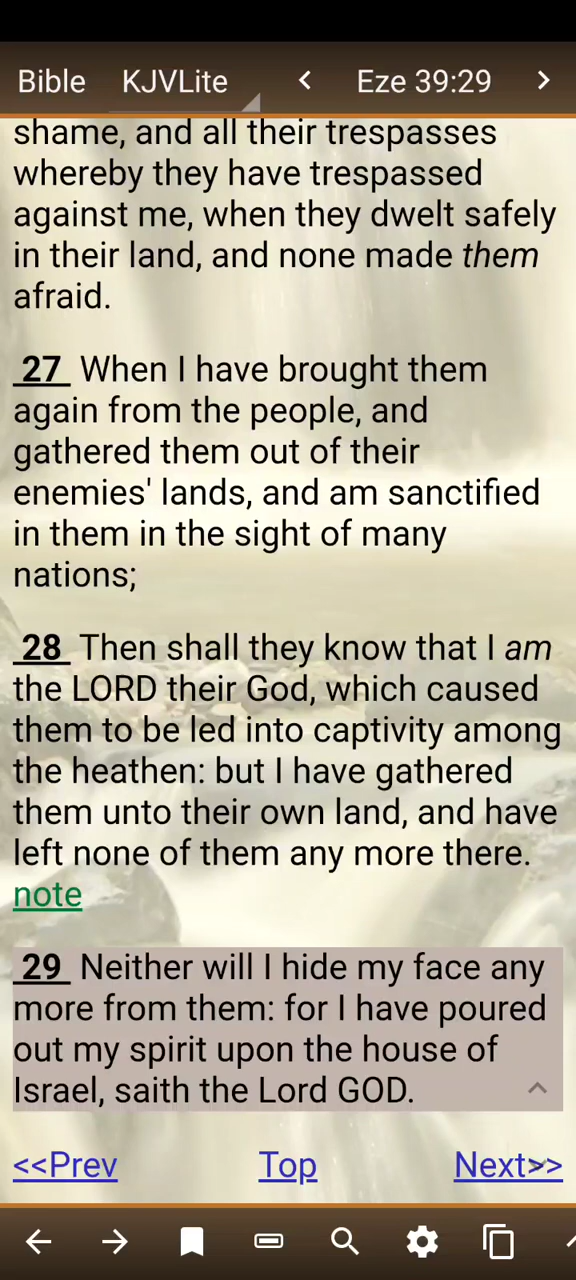 Bible KJVLite < Eze 39:29 >
shame, and all their trespasses
whereby they have trespassed
against me, when they dwelt safely
in their land, and none made them
afraid.
27 When I have brought them
again from the people, and
gathered them out of their
enemies' lands, and am sanctified
in them in the sight of many
nations;
28 Then shall they know that I am
the LORD their God, which caused
them to be led into captivity among
the heathen: but I have gathered
them unto their own land, and have
left none of them any more there.
note
29 Neither will I hide my face any
more from them: for I have poured
out my spirit upon the house of
Israel, saith the Lord GOD.
<<Prev Top Next>>